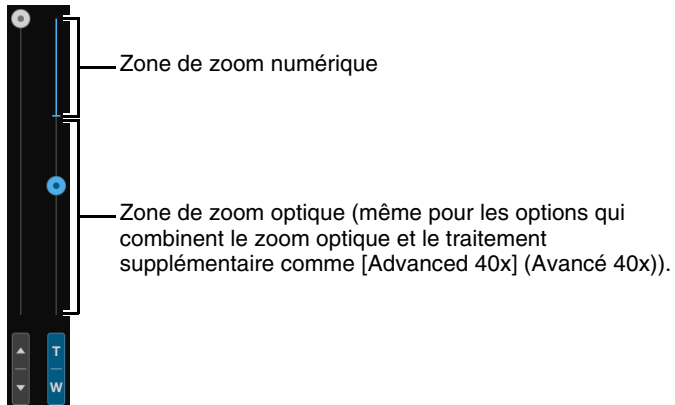 Zone de zoom numérique
Zone de zoom optique (même pour les options qui
combinent le zoom optique et le traitement
supplémentaire comme [Advanced 40x] (Avancé 40x)).
T
W